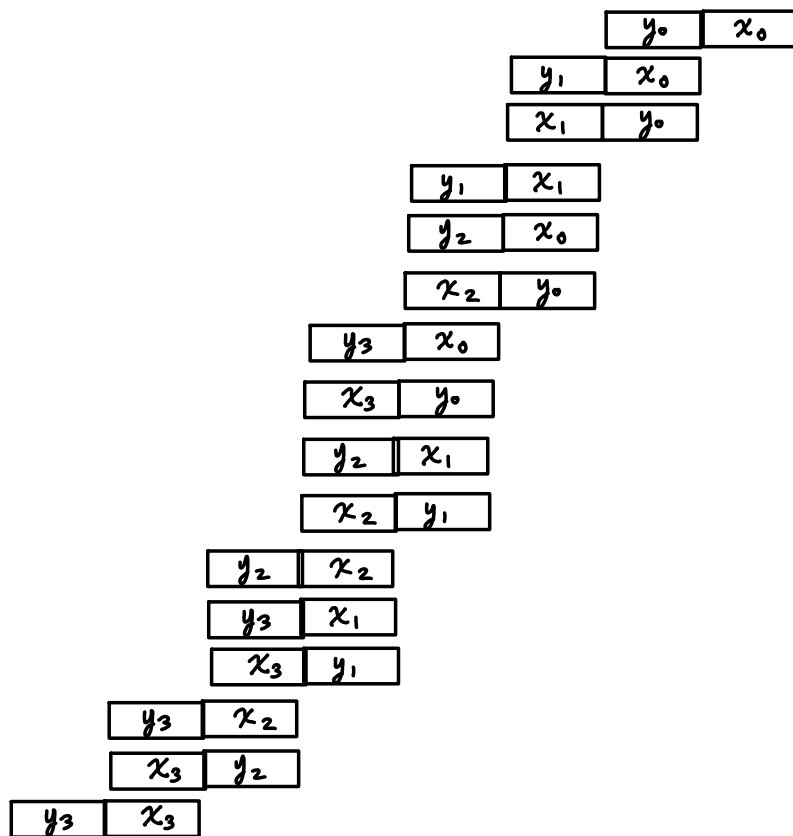 y₀ x₀
y₁ x₀
x₁ y₀
y₁ x₁
y₂ x₀
x₂ y₀
y₃ x₀
x₃ y₀
y₂ x₁
x₂ y₁
y₂ x₂
y₃ x₁
x₃ y₁
y₃ x₂
x₃ y₂
y₃ x₃